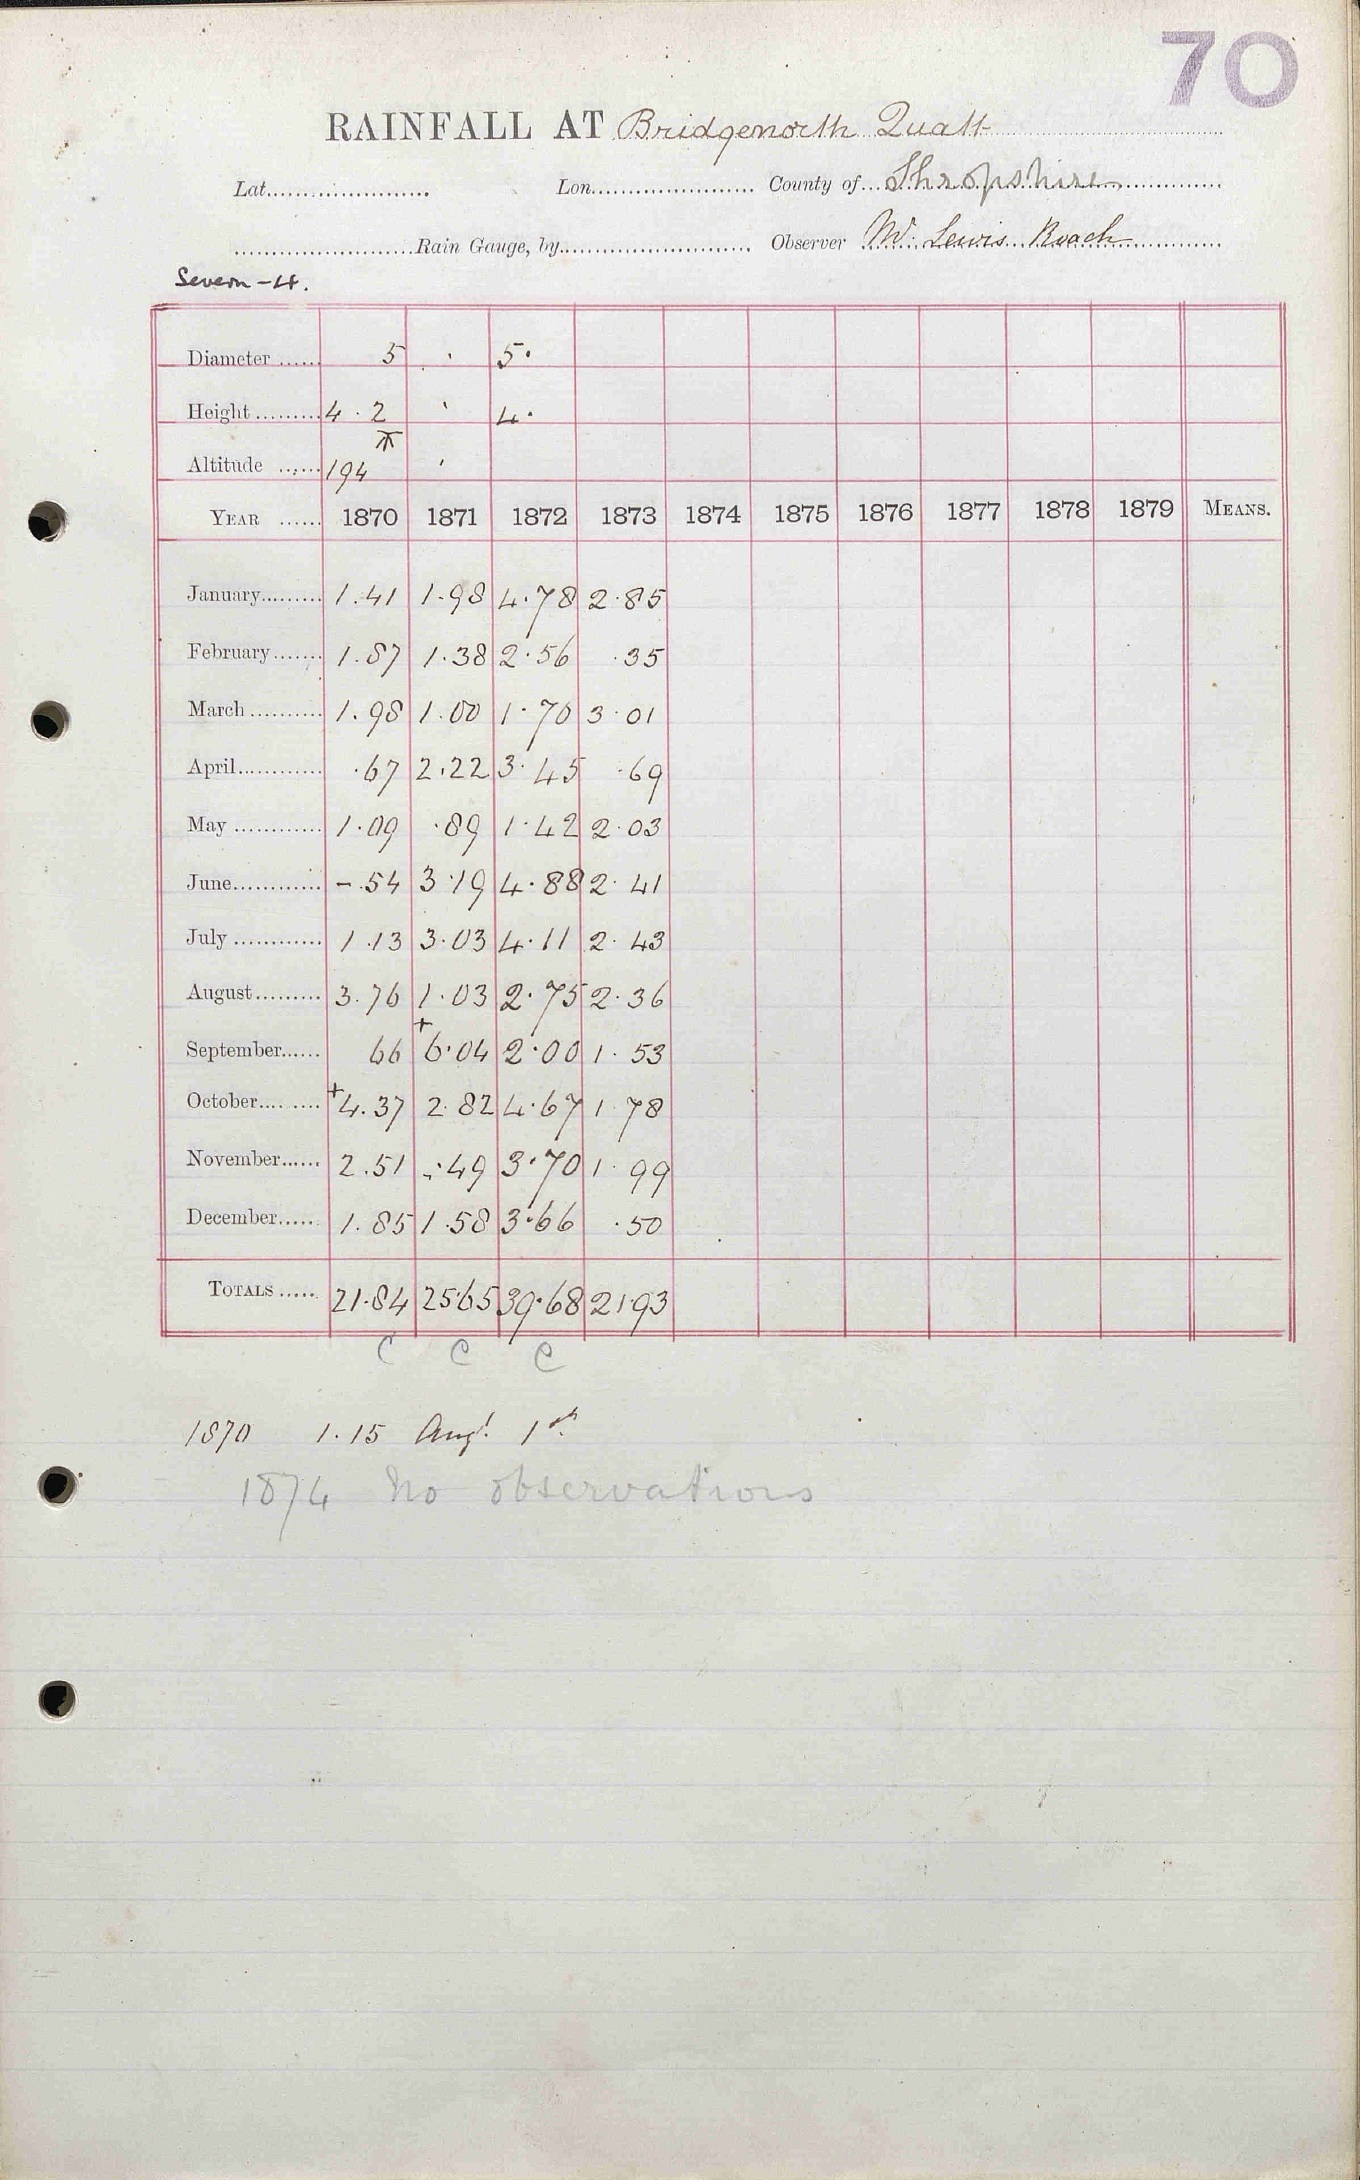 70
RAINFALL AT Bridgenorth Quatt
Lat. Lon. County of Shropshire
Rain Gauge, by Observer Mr. Lewis Roach
Severn - 4.
Diameter 5 5.
Height 4 . 2 4.
Altitude 194
YEAR 1870 1871 1872 1873 1874 1875 1876 1877 1878 1879 MEANS.
January 1.41 1.98 4.78 2.85
February 1.87 1.38 2.56 .35
March 1.98 1.00 1.70 3.01
April .67 2.22 3.45 .69
May 1.09 .89 1.42 2.03
June - .54 3.19 4.88 2.41
July 1.13 3.03 4.11 2.43
August 3.76 1.03 2.75 2.36
September 66 +6.04 2.00 1.53
October +4.37 2.82 4.67 1.78
November 2.51 .49 3.70 1.99
December 1.85 1.58 3.66 .50
TOTALS 21.84 25.65 39.68 21.93
C C C
1870 1.15 Augt. 1st.
1874 No observations